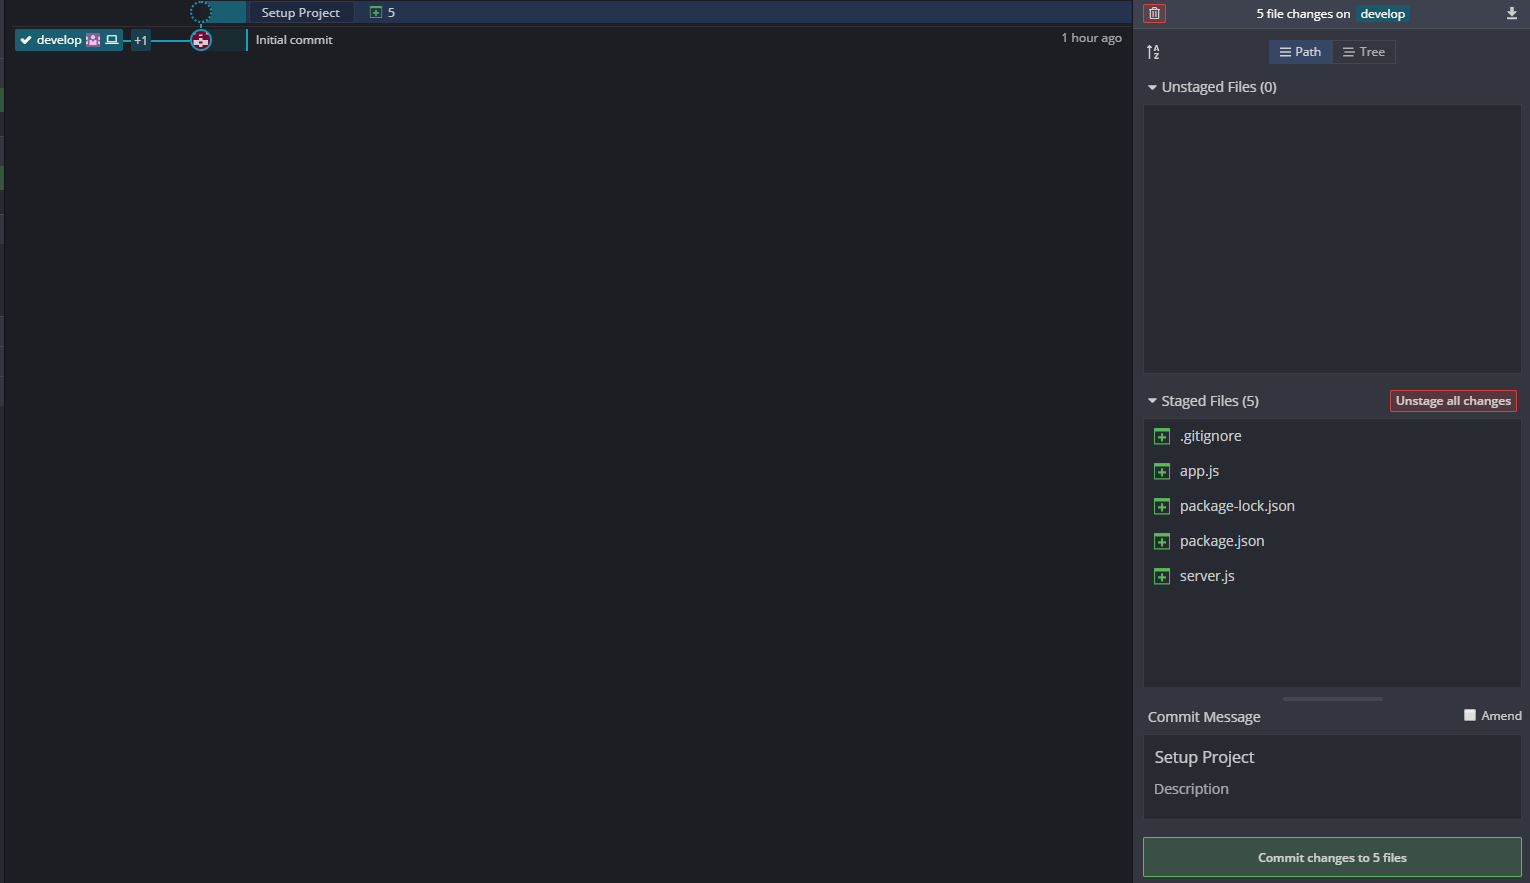 Setup Project 5
develop +1 Initial commit 1 hour ago
5 file changes on develop
Path Tree
Unstaged Files (0)
Staged Files (5) Unstage all changes
.gitignore
app.js
package-lock.json
package.json
server.js
Commit Message Amend
Setup Project
Description
Commit changes to 5 files